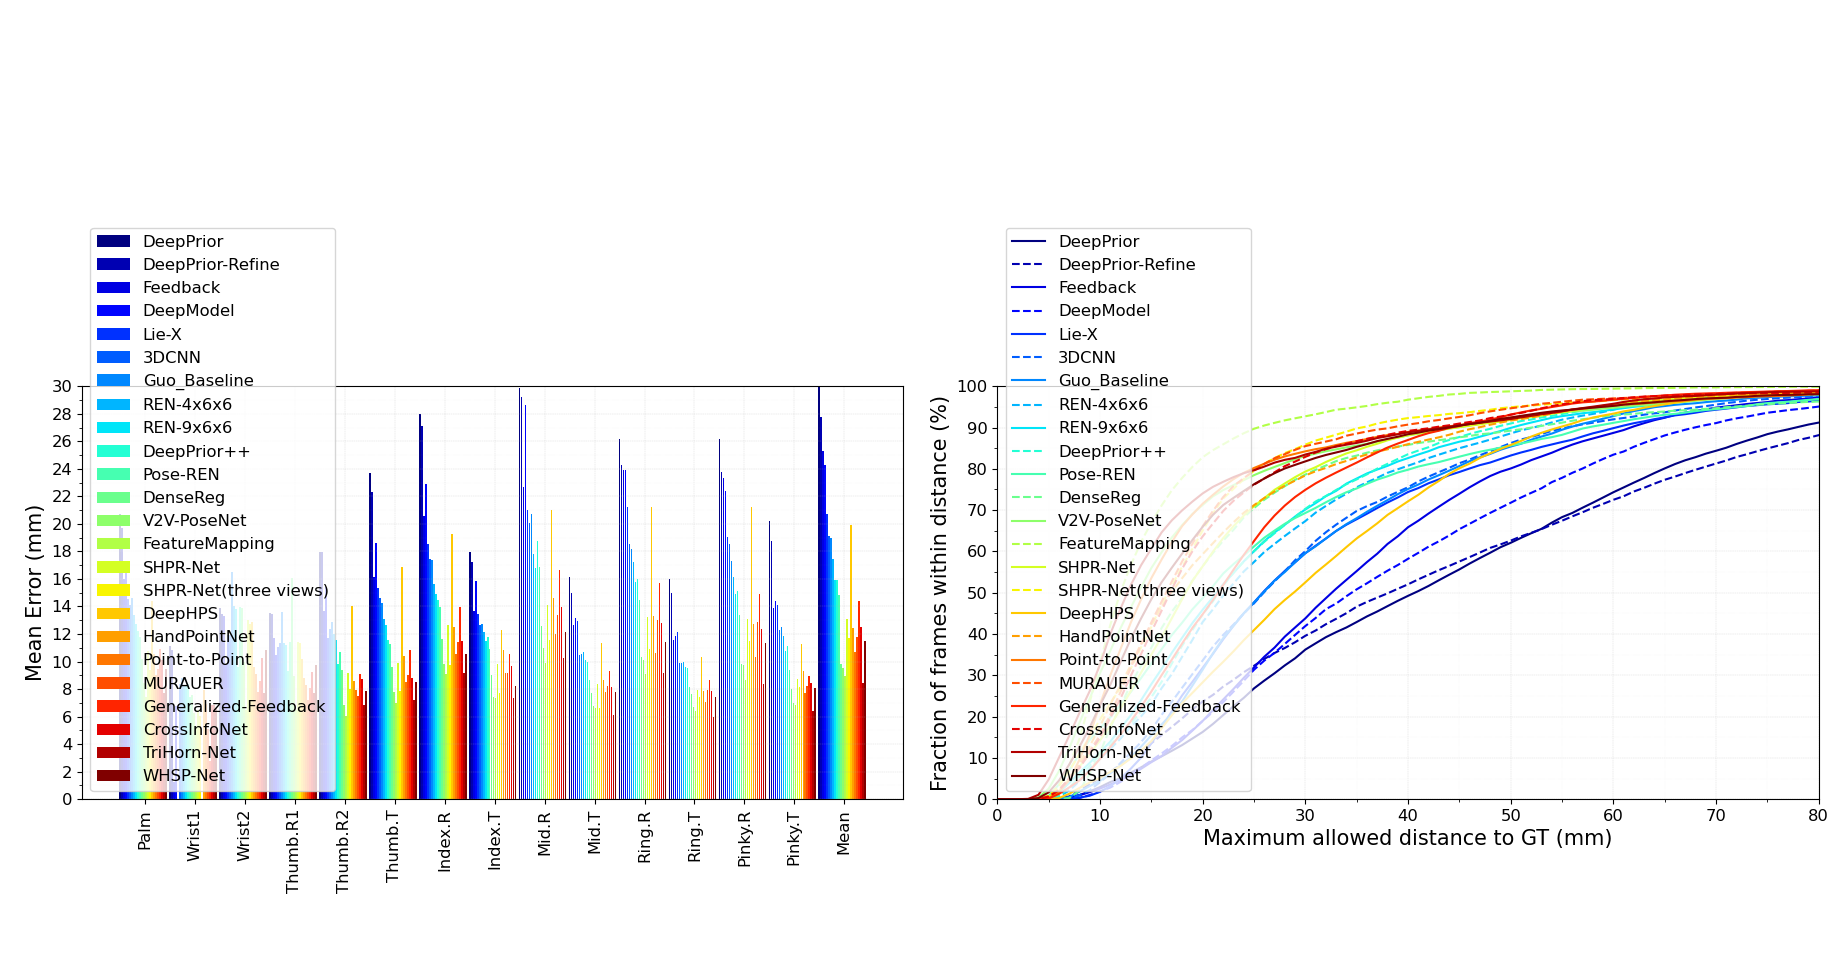 DeepPrior
DeepPrior-Refine
Feedback
DeepModel
Lie-X
3DCNN
Guo_Baseline
REN-4x6x6
REN-9x6x6
DeepPrior++
Pose-REN
DenseReg
V2V-PoseNet
FeatureMapping
SHPR-Net
SHPR-Net(three views)
DeepHPS
HandPointNet
Point-to-Point
MURAUER
Generalized-Feedback
CrossInfoNet
TriHorn-Net
WHSP-Net
Mean Error (mm)
30
28
26
24
22
20
18
16
14
12
10
8
6
4
2
0
Palm
Wrist1
Wrist2
Thumb.R1
Thumb.R2
Thumb.T
Index.R
Index.T
Mid.R
Mid.T
Ring.R
Ring.T
Pinky.R
Pinky.T
Mean
DeepPrior
DeepPrior-Refine
Feedback
DeepModel
Lie-X
3DCNN
Guo_Baseline
REN-4x6x6
REN-9x6x6
DeepPrior++
Pose-REN
DenseReg
V2V-PoseNet
FeatureMapping
SHPR-Net
SHPR-Net(three views)
DeepHPS
HandPointNet
Point-to-Point
MURAUER
Generalized-Feedback
CrossInfoNet
TriHorn-Net
WHSP-Net
Fraction of frames within distance (%)
100
90
80
70
60
50
40
30
20
10
0
0 10 20 30 40 50 60 70 80
Maximum allowed distance to GT (mm)